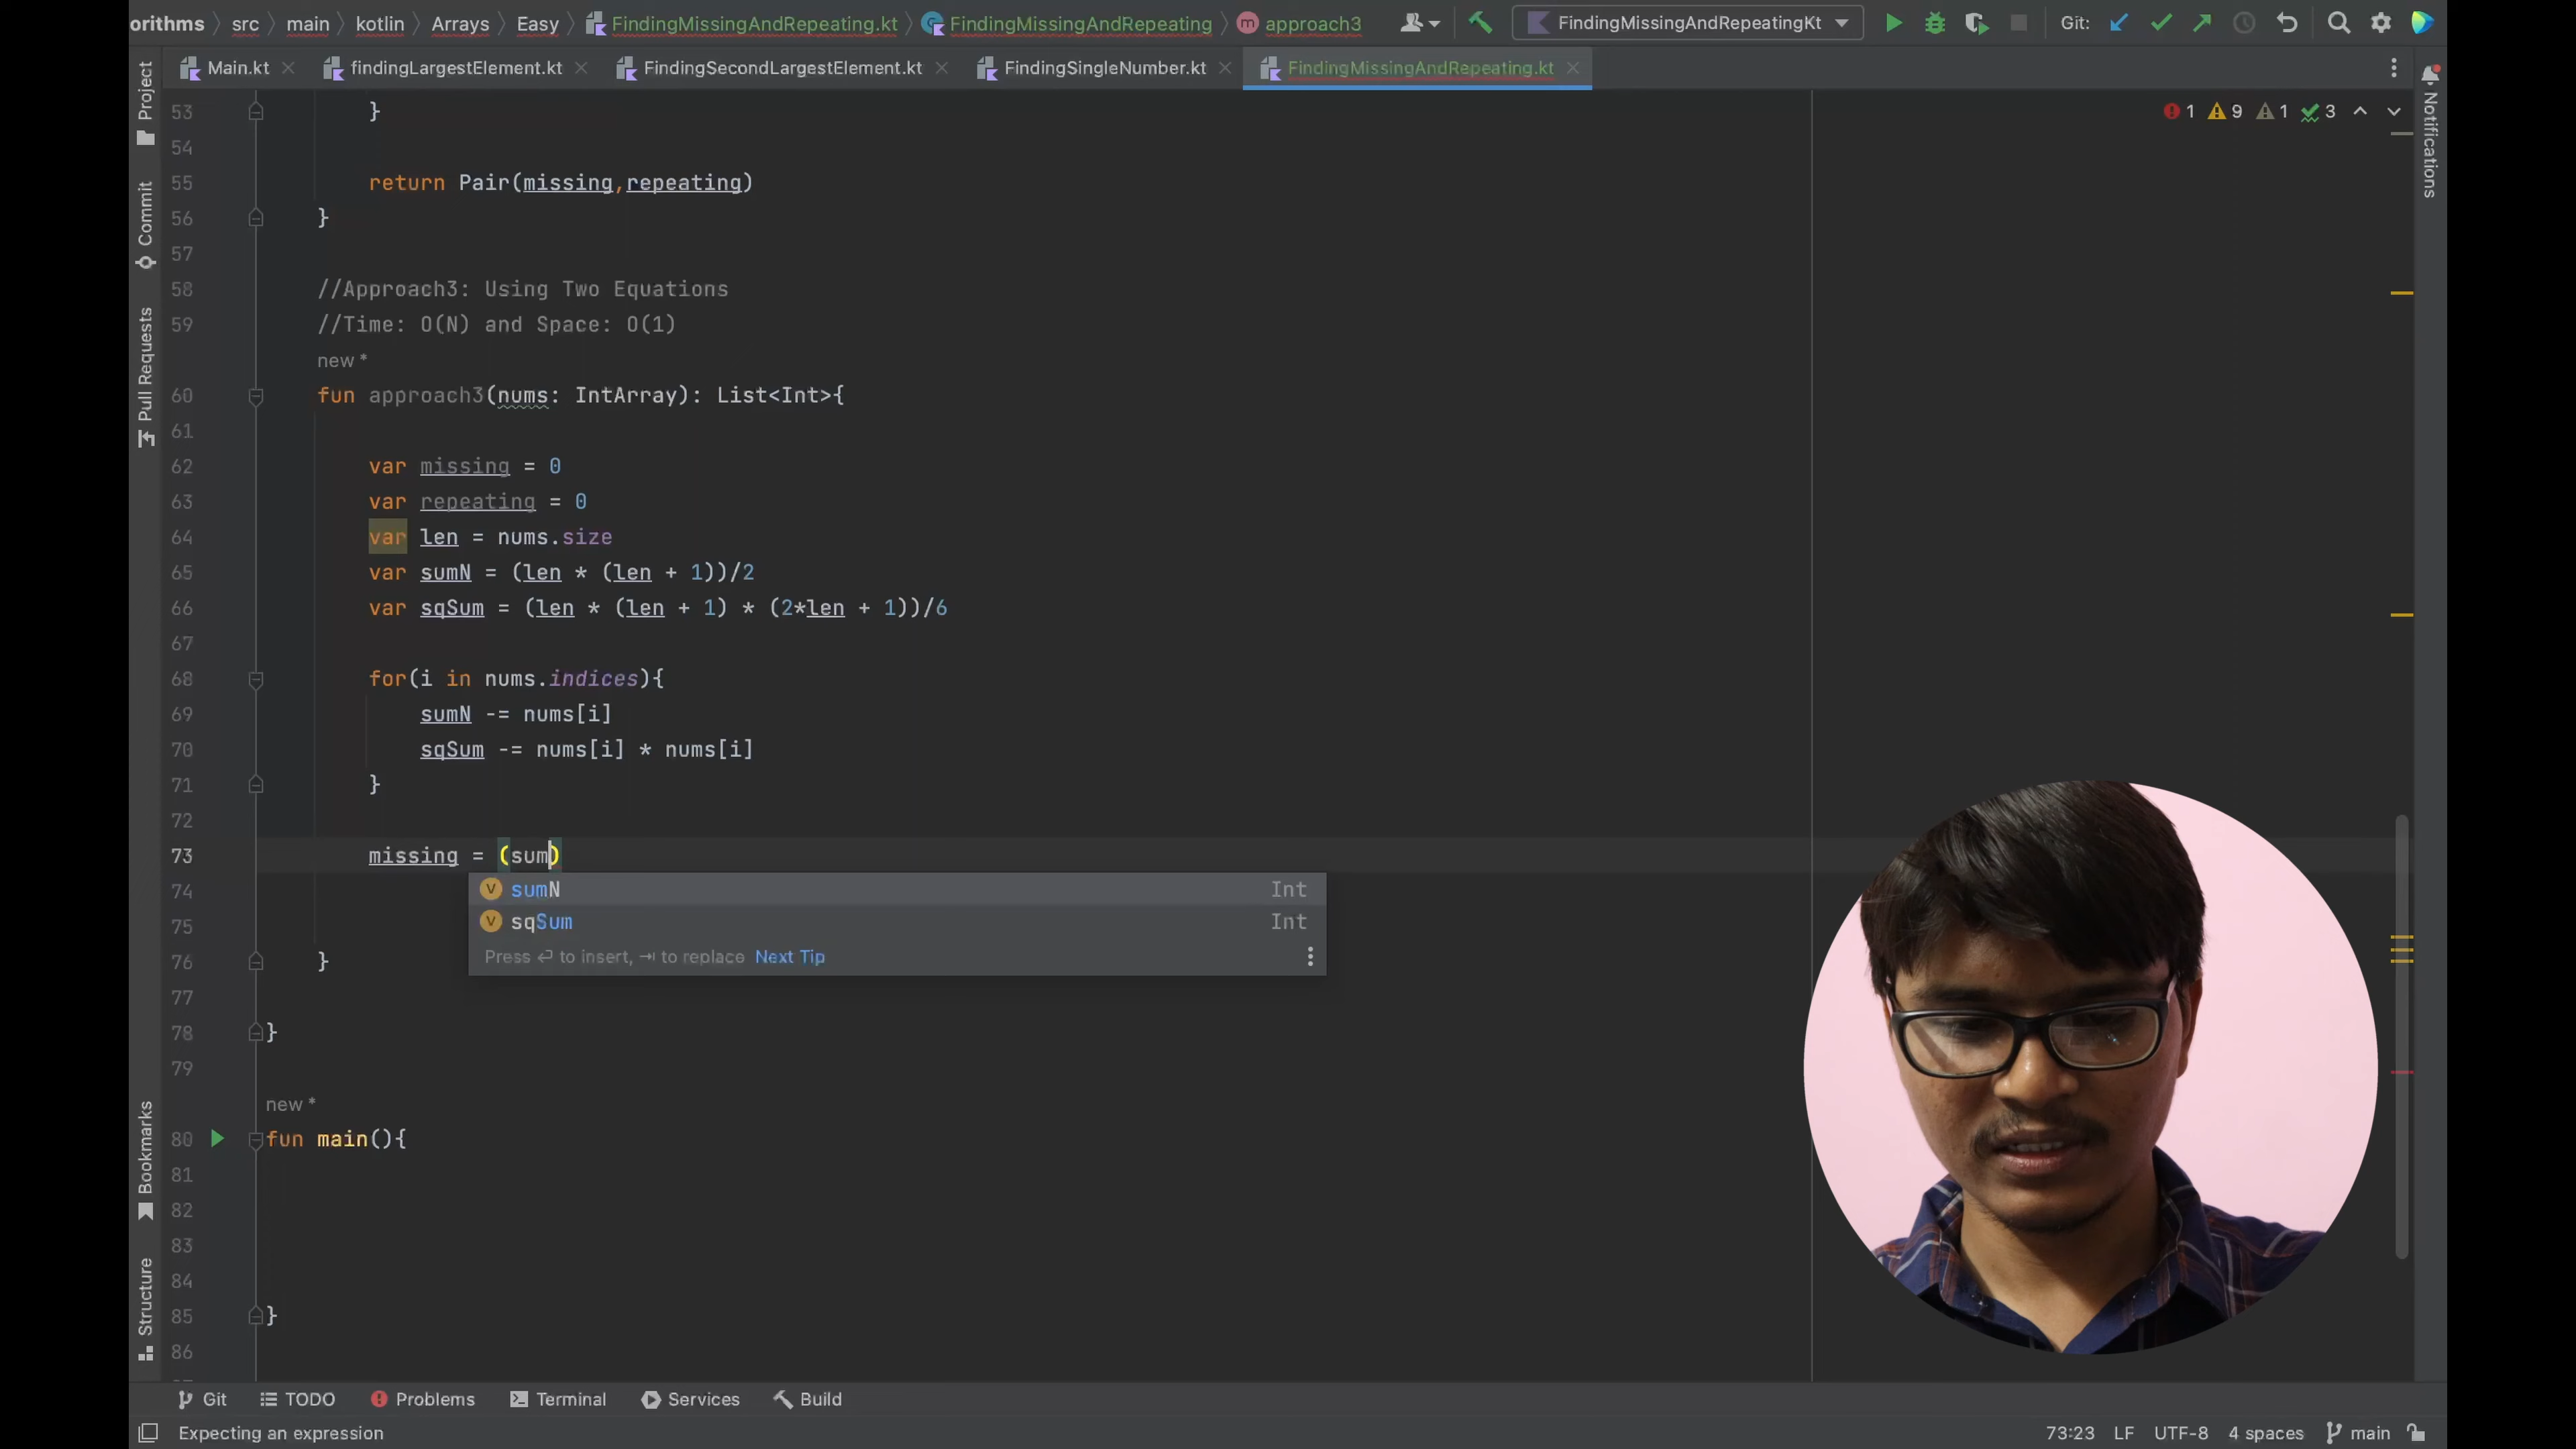 orithms src main kotlin Arrays Easy FindingMissingAndRepeating.kt FindingMissingAndRepeating m approach3 FindingMissingAndRepeatingKt Git:
Main.kt findingLargestElement.kt FindingSecondLargestElement.kt FindingSingleNumber.kt FindingMissingAndRepeating.kt
Project
Commit
Pull Requests
Bookmarks
Structure
Notifications
1 9 1 3
53 }
54
55 return Pair(missing,repeating)
56 }
57
58 //Approach3: Using Two Equations
59 //Time: O(N) and Space: O(1)
new *
60 fun approach3(nums: IntArray): List<Int>{
61
62 var missing = 0
63 var repeating = 0
64 var len = nums.size
65 var sumN = (len * (len + 1))/2
66 var sqSum = (len * (len + 1) * (2*len + 1))/6
67
68 for(i in nums.indices){
69 sumN -= nums[i]
70 sqSum -= nums[i] * nums[i]
71 }
72
73 missing = (sum)
74 V sumN Int
75 V sqSum Int
Press ⏎ to insert, ⇥ to replace Next Tip
76 }
77
78 }
79
new *
80 fun main(){
81
82
83
84
85 }
86
Git TODO Problems Terminal Services Build
Expecting an expression 73:23 LF UTF-8 4 spaces main